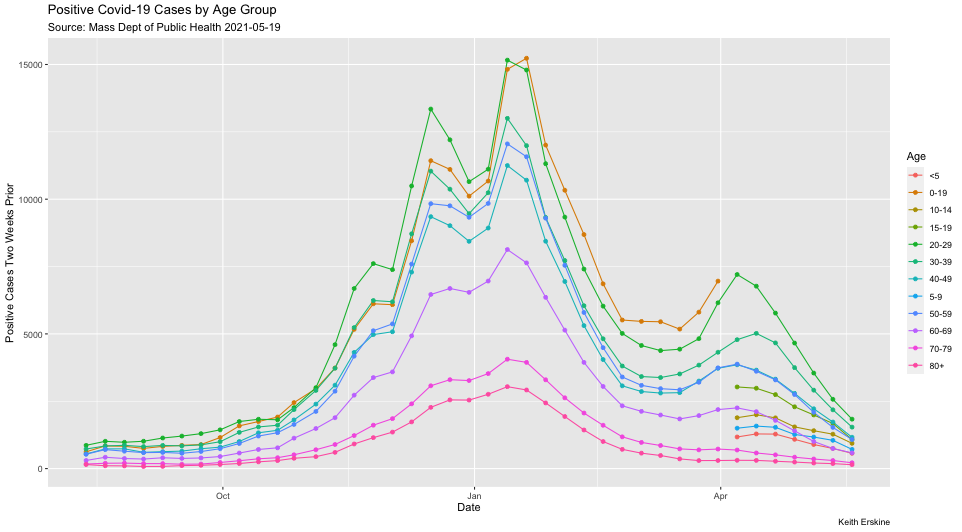 Positive Covid-19 Cases by Age Group
Source: Mass Dept of Public Health 2021-05-19
Positive Cases Two Weeks Prior
15000
10000
5000
0
Oct
Jan
Apr
Date
Age
<5
0-19
10-14
15-19
20-29
30-39
40-49
5-9
50-59
60-69
70-79
80+
Keith Erskine